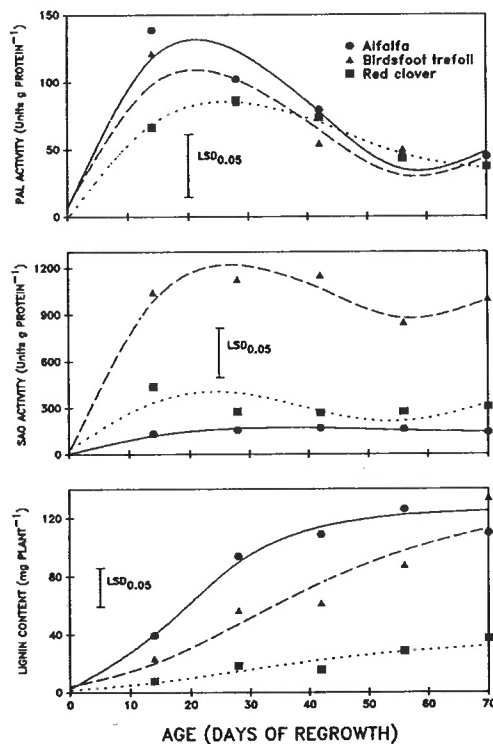 PAL ACTIVITY (Units g PROTEIN⁻¹)
150
100
50
0
Alfalfa
Birdsfoot trefoil
Red clover
LSD0.05
SAO ACTIVITY (Units g PROTEIN⁻¹)
1200
900
600
300
0
LSD0.05
LIGNIN CONTENT (mg PLANT⁻¹)
120
80
40
0
LSD0.05
0 10 20 30 40 50 60 70
AGE (DAYS OF REGROWTH)